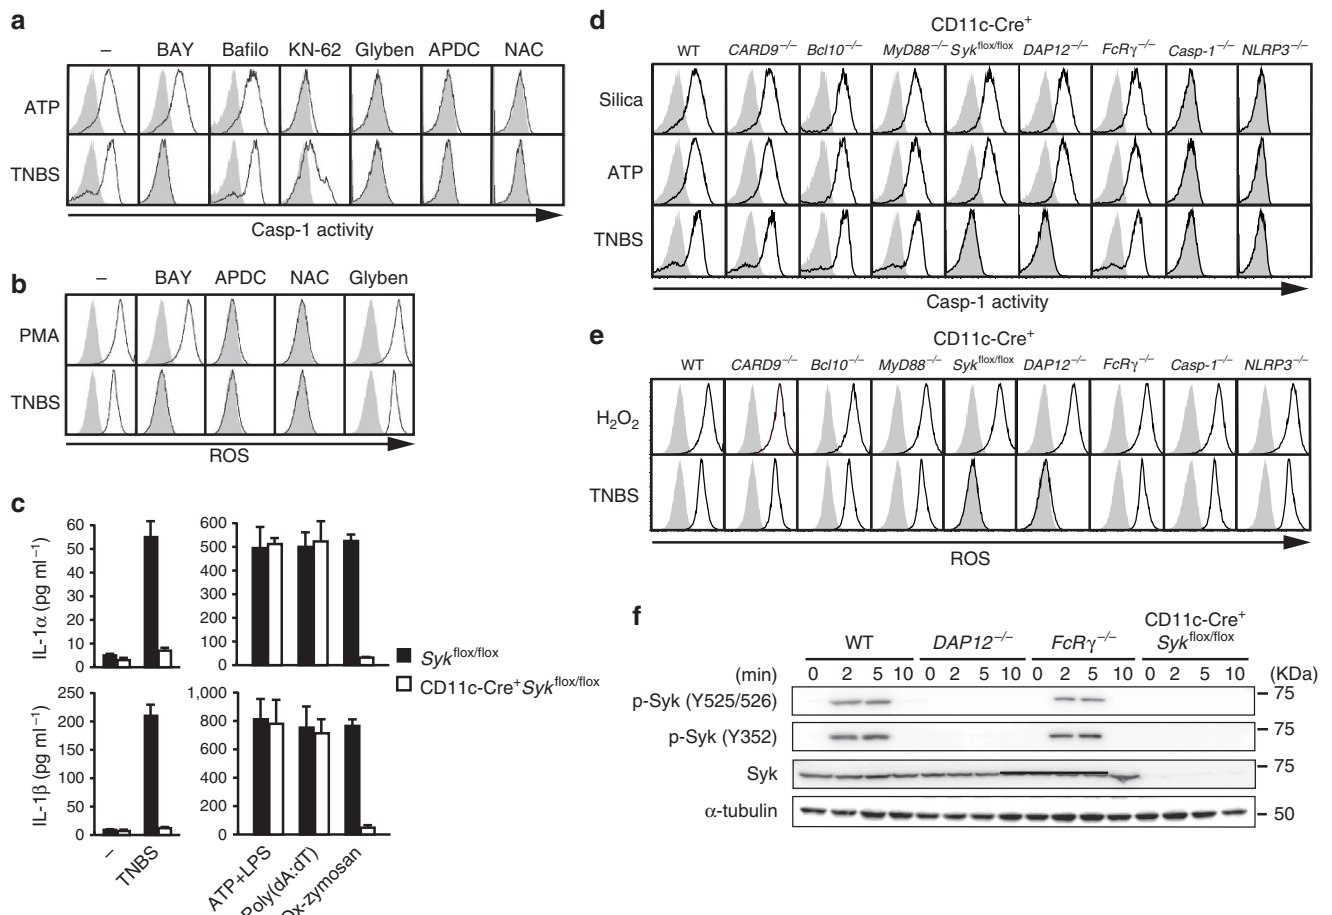 a
– BAY Bafilo KN-62 Glyben APDC NAC
ATP
TNBS
Casp-1 activity
b
– BAY APDC NAC Glyben
PMA
TNBS
ROS
c
IL-1α (pg ml⁻¹)
60
50
40
30
20
10
0
600
500
400
300
200
100
0
Syk^flox/flox
CD11c-Cre⁺Syk^flox/flox
IL-1β (pg ml⁻¹)
250
200
150
100
50
0
1,000
800
600
400
200
0
–
TNBS
ATP+LPS
Poly(dA:dT)
Ox-zymosan
d
CD11c-Cre⁺
WT CARD9⁻/⁻ Bcl10⁻/⁻ MyD88⁻/⁻ Syk^flox/flox DAP12⁻/⁻ FcRγ⁻/⁻ Casp-1⁻/⁻ NLRP3⁻/⁻
Silica
ATP
TNBS
Casp-1 activity
e
CD11c-Cre⁺
WT CARD9⁻/⁻ Bcl10⁻/⁻ MyD88⁻/⁻ Syk^flox/flox DAP12⁻/⁻ FcRγ⁻/⁻ Casp-1⁻/⁻ NLRP3⁻/⁻
H₂O₂
TNBS
ROS
f
CD11c-Cre⁺
WT DAP12⁻/⁻ FcRγ⁻/⁻ Syk^flox/flox
(min) 0 2 5 10 0 2 5 10 0 2 5 10 0 2 5 10 (KDa)
p-Syk (Y525/526) 75
p-Syk (Y352) 75
Syk 75
α-tubulin 50